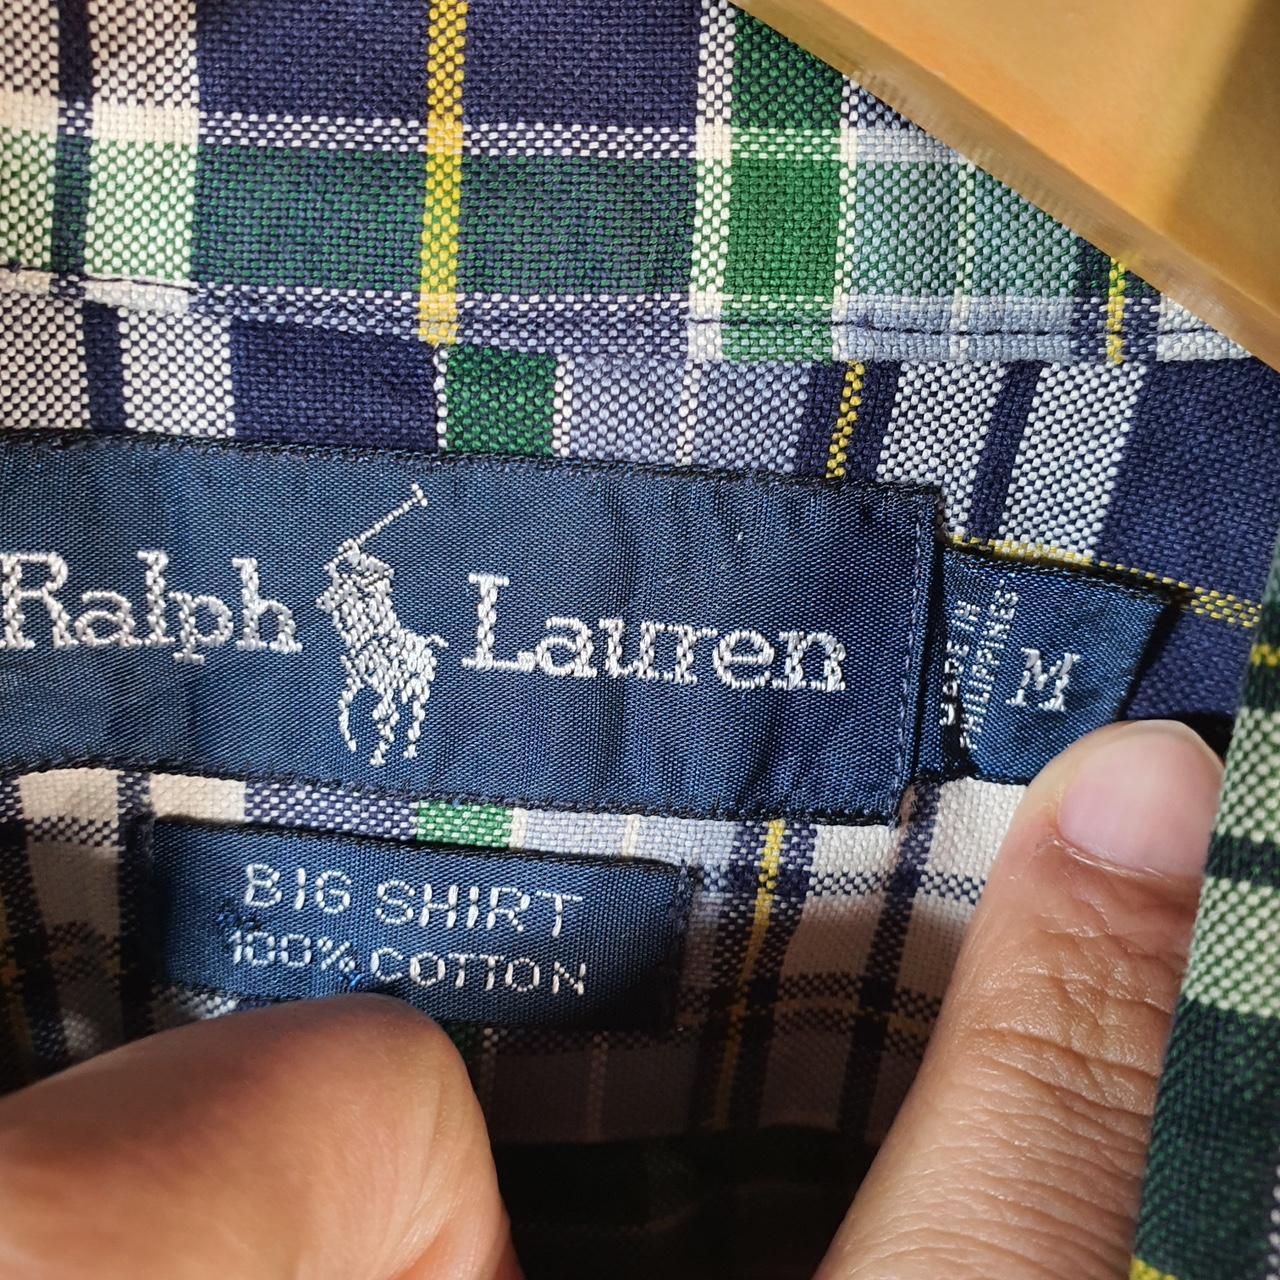 Ralph Lauren
M
BIG SHIRT
100% COTTON